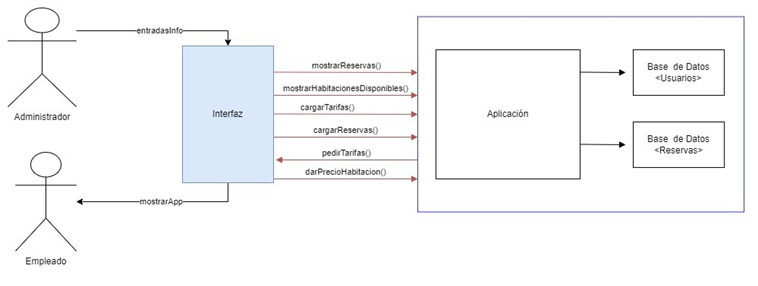 entradasInfo
Administrador
Interfaz
mostrarReservas()
mostrarHabitacionesDisponibles()
cargarTarifas()
cargarReservas()
pedirTarifas()
darPrecioHabitacion()
Aplicación
Base de Datos
<Usuarios>
Base de Datos
<Reservas>
mostrarApp
Empleado